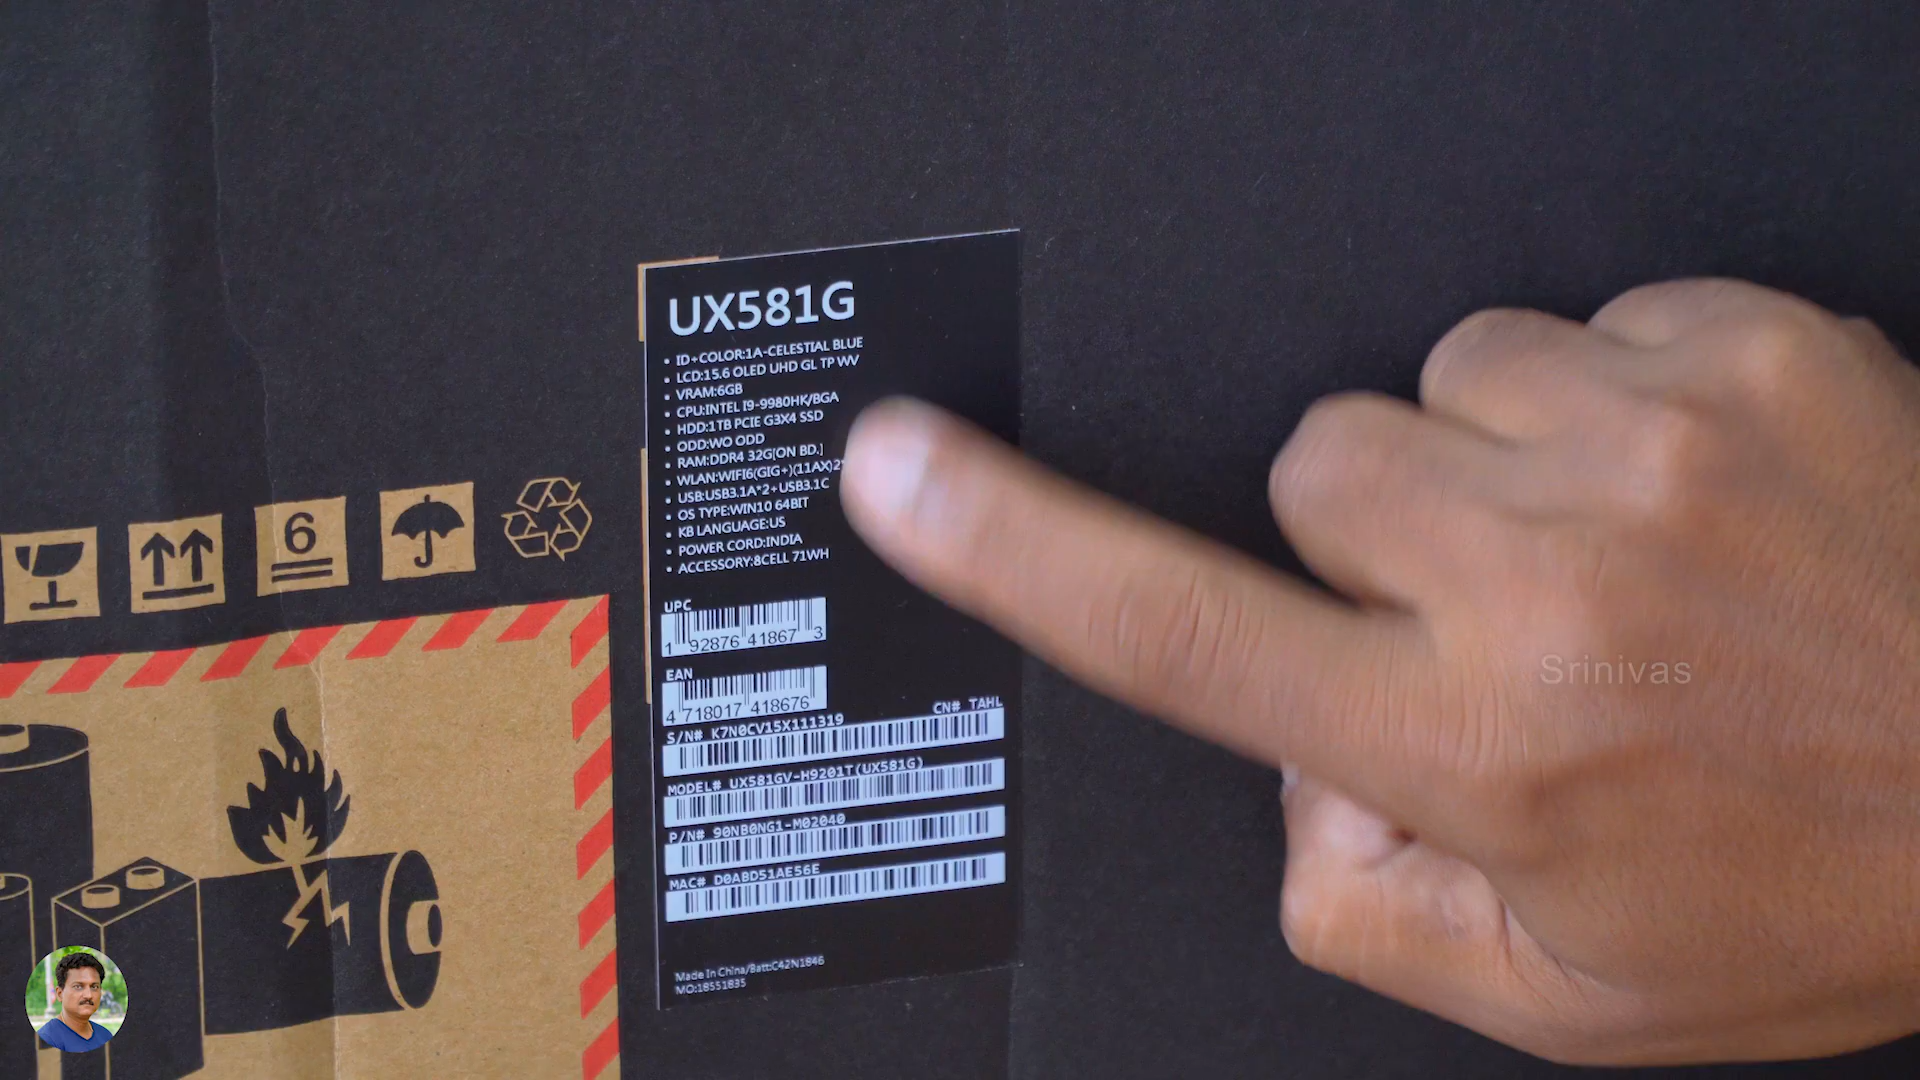 UX581G
• ID+COLOR:1A-CELESTIAL BLUE
• LCD:15.6 OLED UHD GL TP WV
• VRAM:6GB
• CPU:INTEL I9-9980HK/BGA
• HDD:1TB PCIE G3X4 SSD
• ODD:WO ODD
• RAM:DDR4 32G[ON BD.]
• WLAN:WIFI6(GIG+)(11AX)2*
• USB:USB3.1A*2+USB3.1C
• OS TYPE:WIN10 64BIT
• KB LANGUAGE:US
• POWER CORD:INDIA
• ACCESSORY:8CELL 71WH
6
UPC
1 92876 41867 3
EAN
4 718017 418676
CN# TAHL
S/N# K7N0CV15X111319
MODEL# UX581GV-H9201T(UX581G)
P/N# 90NB0NG1-M02040
MAC# D0ABD51AE56E
Made In China/Batt:C42N1846
MO:18551835
Srinivas